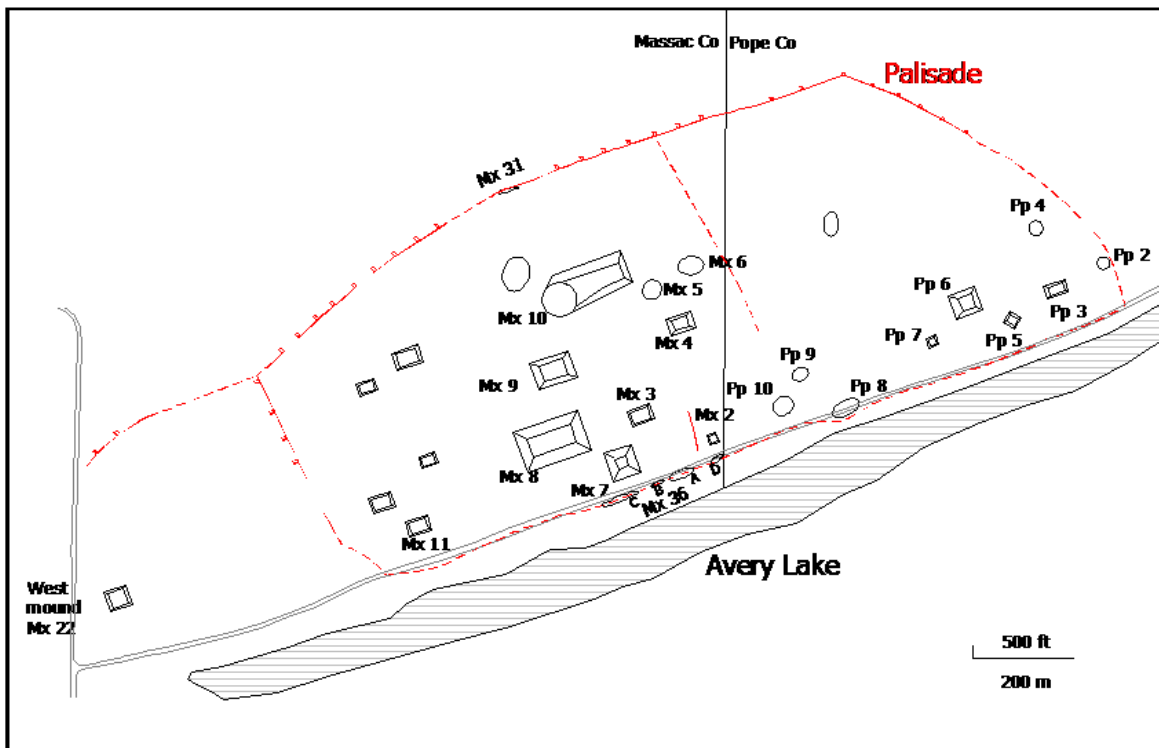 Massac Co Pope Co
Palisade
Mx 31
Pp 4
Mx 6
Pp 2
Mx 5
Pp 6
Mx 10
Pp 3
Mx 4
Pp 5
Pp 7
Mx 9
Pp 9
Pp 10
Pp 8
Mx 3
Mx 2
Mx 8
Mx 7
C B A D
Mx 36
Mx 11
Avery Lake
West
mound
Mx 22
500 ft
200 m